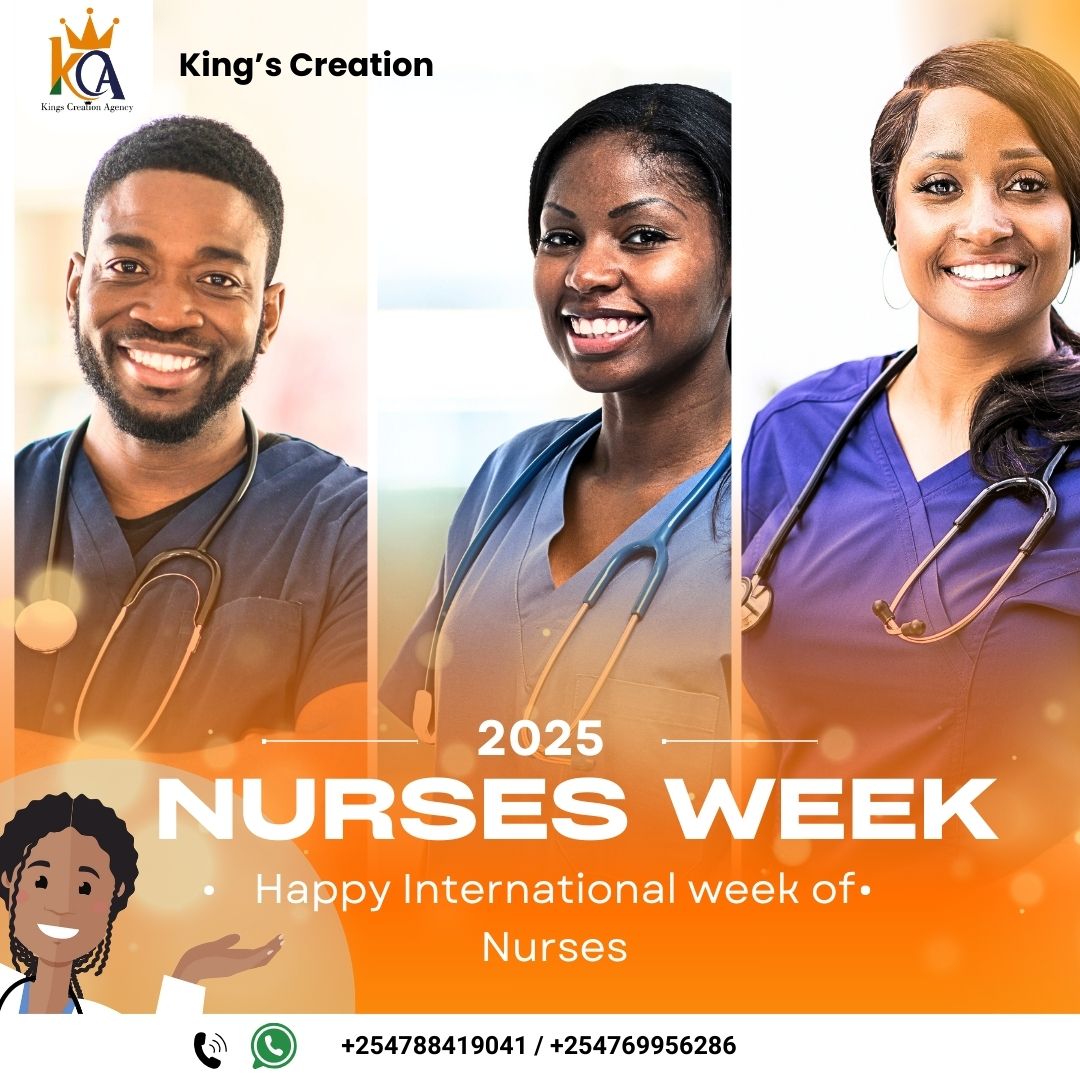 KCA
Kings Creation Agency
King’s Creation
2025
NURSES WEEK
• Happy International week of •
Nurses
+254788419041 / +254769956286